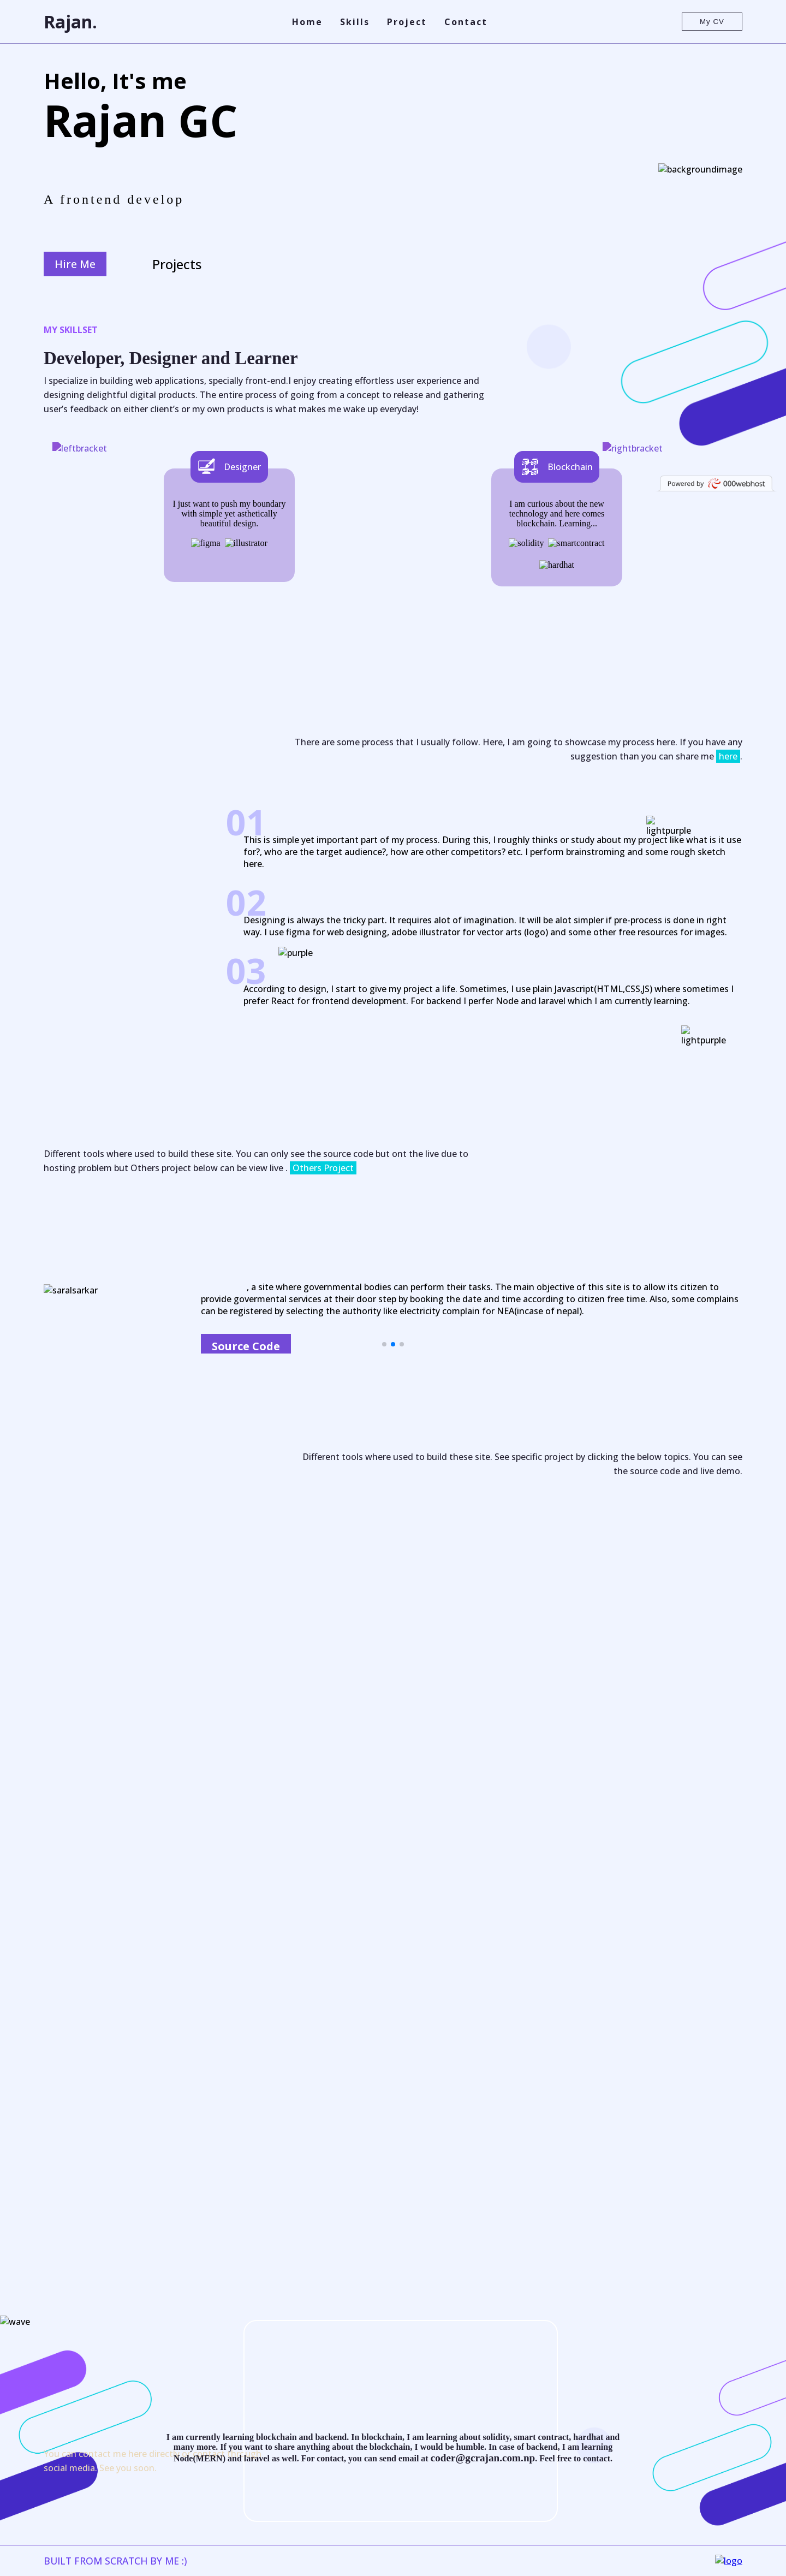 Rajan.
Home Skills Project Contact
My CV
Hello, It's me
Rajan GC
backgroundimage
A frontend develop
Hire Me
Projects
MY SKILLSET
Developer, Designer and Learner
I specialize in building web applications, specially front-end.I enjoy creating effortless user experience and
designing delightful digital products. The entire process of going from a concept to release and gathering
user's feedback on either client's or my own products is what makes me wake up everyday!
leftbracket
rightbracket
Designer
I just want to push my boundary
with simple yet asthetically
beautiful design.
figma illustrator
Blockchain
I am curious about the new
technology and here comes
blockchain. Learning...
solidity smartcontract
hardhat
Powered by 000webhost
There are some process that I usually follow. Here, I am going to showcase my process here. If you have any
suggestion than you can share me here .
01
lightpurple
This is simple yet important part of my process. During this, I roughly thinks or study about my project like what is it use
for?, who are the target audience?, how are other competitors? etc. I perform brainstroming and some rough sketch
here.
02
Designing is always the tricky part. It requires alot of imagination. It will be alot simpler if pre-process is done in right
way. I use figma for web designing, adobe illustrator for vector arts (logo) and some other free resources for images.
purple
03
According to design, I start to give my project a life. Sometimes, I use plain Javascript(HTML,CSS,JS) where sometimes I
prefer React for frontend development. For backend I perfer Node and laravel which I am currently learning.
lightpurple
Different tools where used to build these site. You can only see the source code but ont the live due to
hosting problem but Others project below can be view live . Others Project
saralsarkar
, a site where governmental bodies can perform their tasks. The main objective of this site is to allow its citizen to
provide governmental services at their door step by booking the date and time according to citizen free time. Also, some complains
can be registered by selecting the authority like electricity complain for NEA(incase of nepal).
Source Code
Different tools where used to build these site. See specific project by clicking the below topics. You can see
the source code and live demo.
wave
I am currently learning blockchain and backend. In blockchain, I am learning about solidity, smart contract, hardhat and
many more. If you want to share anything about the blockchain, I would be humble. In case of backend, I am learning
Node(MERN) and laravel as well. For contact, you can send email at coder@gcrajan.com.np. Feel free to contact.
You can contact me here directly
social media. See you soon.
BUILT FROM SCRATCH BY ME :)
logo